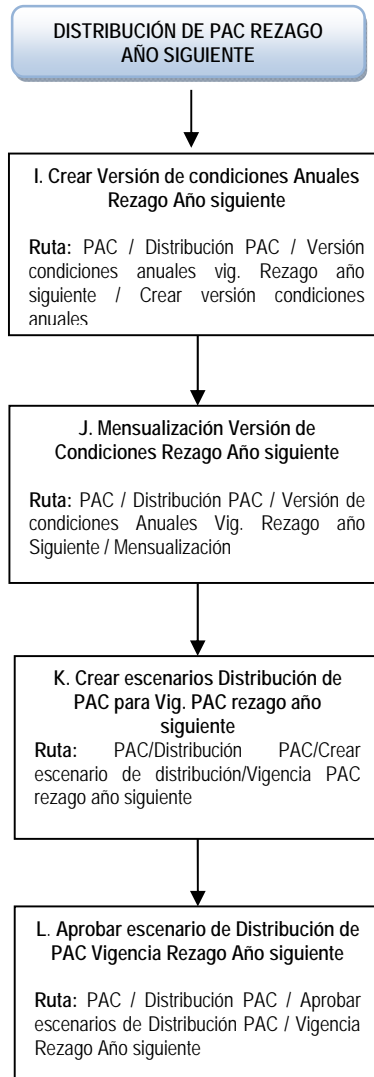 DISTRIBUCIÓN DE PAC REZAGO
AÑO SIGUIENTE
I. Crear Versión de condiciones Anuales
Rezago Año siguiente
Ruta: PAC / Distribución PAC / Versión
condiciones anuales vig. Rezago año
siguiente / Crear versión condiciones
anuales
J. Mensualización Versión de
Condiciones Rezago Año siguiente
Ruta: PAC / Distribución PAC / Versión de
condiciones Anuales Vig. Rezago año
Siguiente / Mensualización
K. Crear escenarios Distribución de
PAC para Vig. PAC rezago año
siguiente
Ruta: PAC/Distribución PAC/Crear
escenario de distribución/Vigencia PAC
rezago año siguiente
L. Aprobar escenario de Distribución de
PAC Vigencia Rezago Año siguiente
Ruta: PAC / Distribución PAC / Aprobar
escenarios de Distribución PAC / Vigencia
Rezago Año siguiente